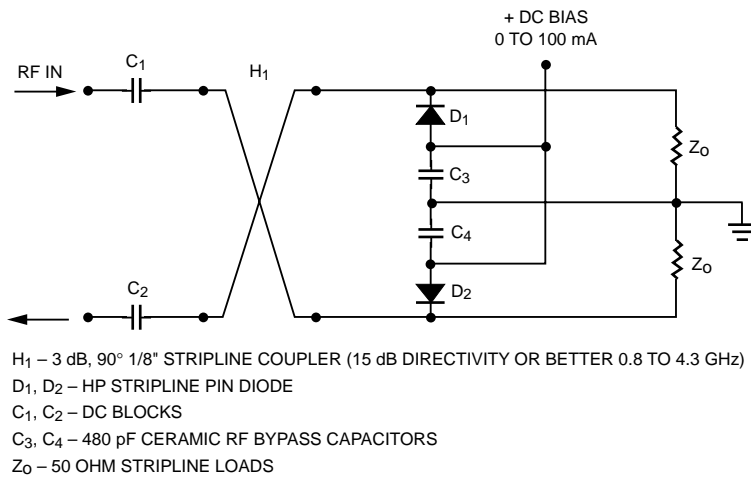 + DC BIAS
0 TO 100 mA
RF IN
C1
H1
D1
C3
ZO
C4
ZO
C2
D2
H1 – 3 dB, 90° 1/8" STRIPLINE COUPLER (15 dB DIRECTIVITY OR BETTER 0.8 TO 4.3 GHz)
D1, D2 – HP STRIPLINE PIN DIODE
C1, C2 – DC BLOCKS
C3, C4 – 480 pF CERAMIC RF BYPASS CAPACITORS
ZO – 50 OHM STRIPLINE LOADS